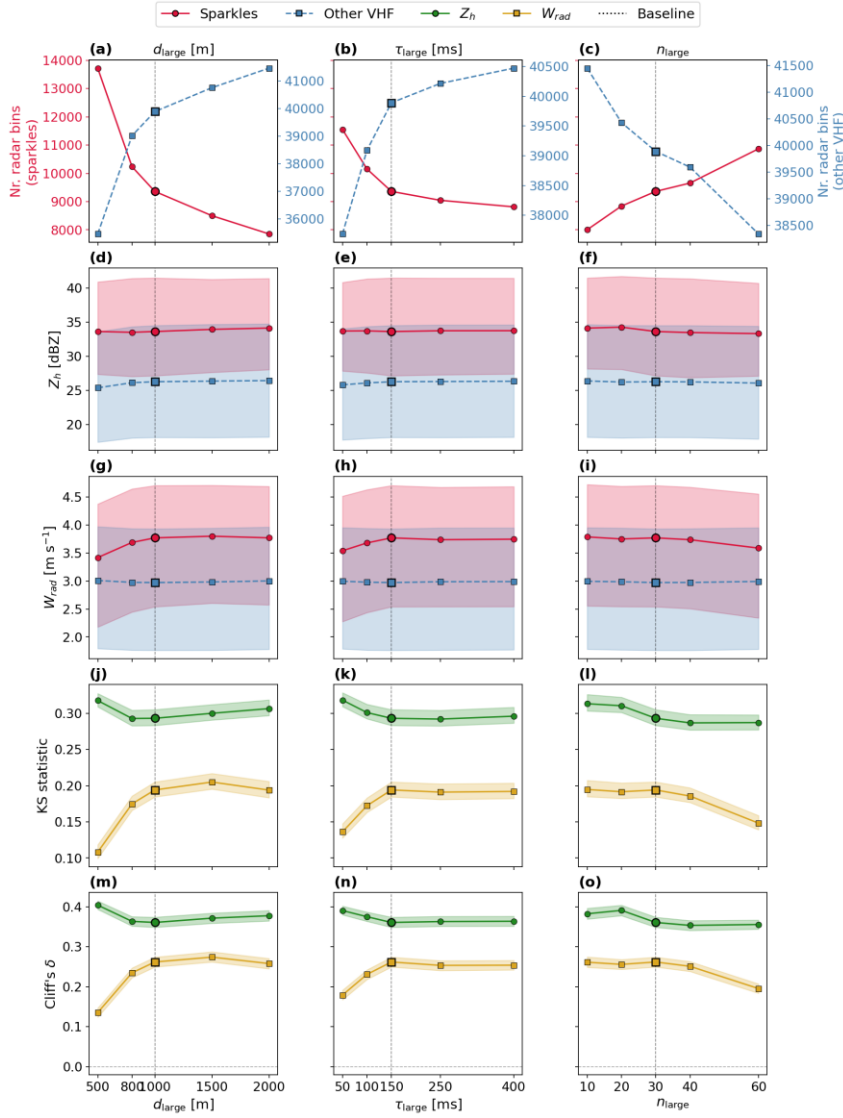 Sparkles Other VHF Z_h W_rad Baseline
(a) d_large [m] (b) τ_large [ms] (c) n_large
14000 13000 12000 11000 10000 9000 8000
Nr. radar bins
(sparkles)
41000 40000 39000 38000 37000 36000 35000
40500 40000 39500 39000 38500 38000
41500 41000 40500 40000 39500 39000 38500
Nr. radar bins
(other VHF)
(d) (e) (f)
40 35 30 25 20
Z_h [dBZ]
(g) (h) (i)
4.5 4.0 3.5 3.0 2.5 2.0
W_rad [m s⁻¹]
(j) (k) (l)
0.30 0.25 0.20 0.15 0.10
KS statistic
(m) (n) (o)
0.4 0.3 0.2 0.1 0.0
Cliff's δ
500 800 1000 1500 2000
50 100 150 250 400
10 20 30 40 60
d_large [m] τ_large [ms] n_large